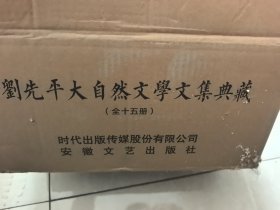 劉先平大自然文學文集典藏
（全十五册）
时代出版传媒股份有限公司
安徽文艺出版社